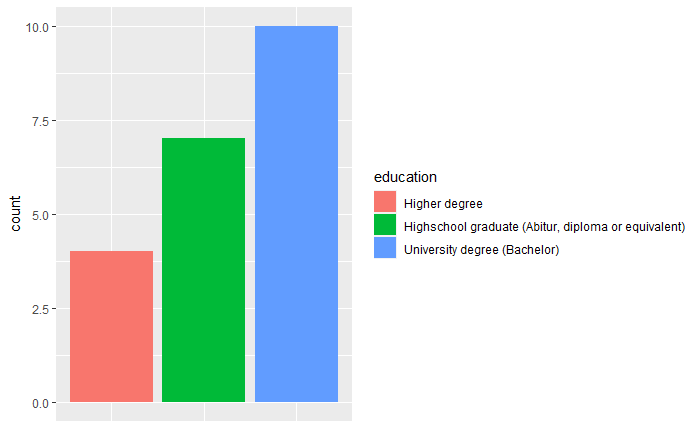 10.0
7.5
5.0
2.5
0.0
count
education
Higher degree
Highschool graduate (Abitur, diploma or equivalent)
University degree (Bachelor)